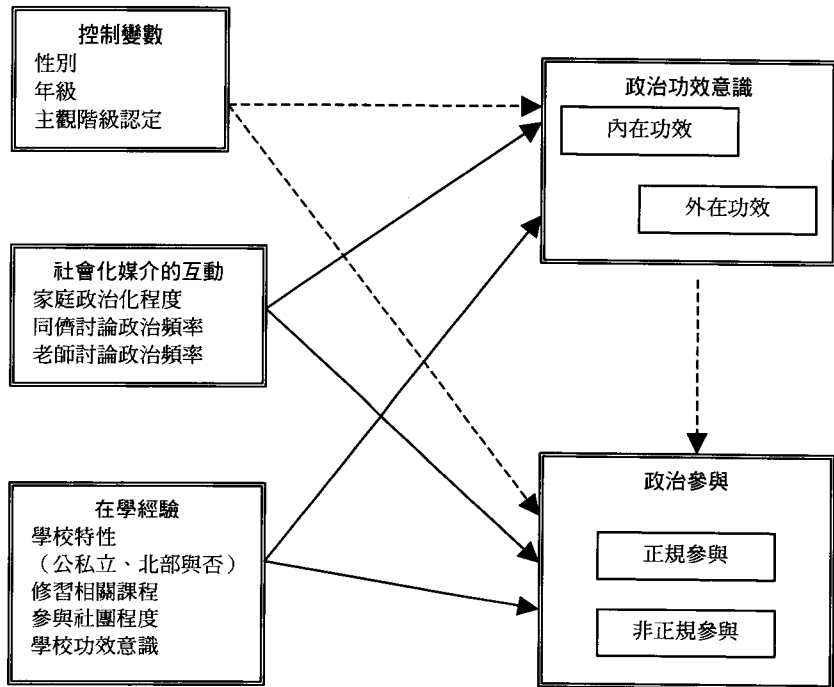 控制變數
性別
年級
主觀階級認定
政治功效意識
內在功效
外在功效
社會化媒介的互動
家庭政治化程度
同儕討論政治頻率
老師討論政治頻率
在學經驗
學校特性
（公私立、北部與否）
修習相關課程
參與社團程度
學校功效意識
政治參與
正規參與
非正規參與